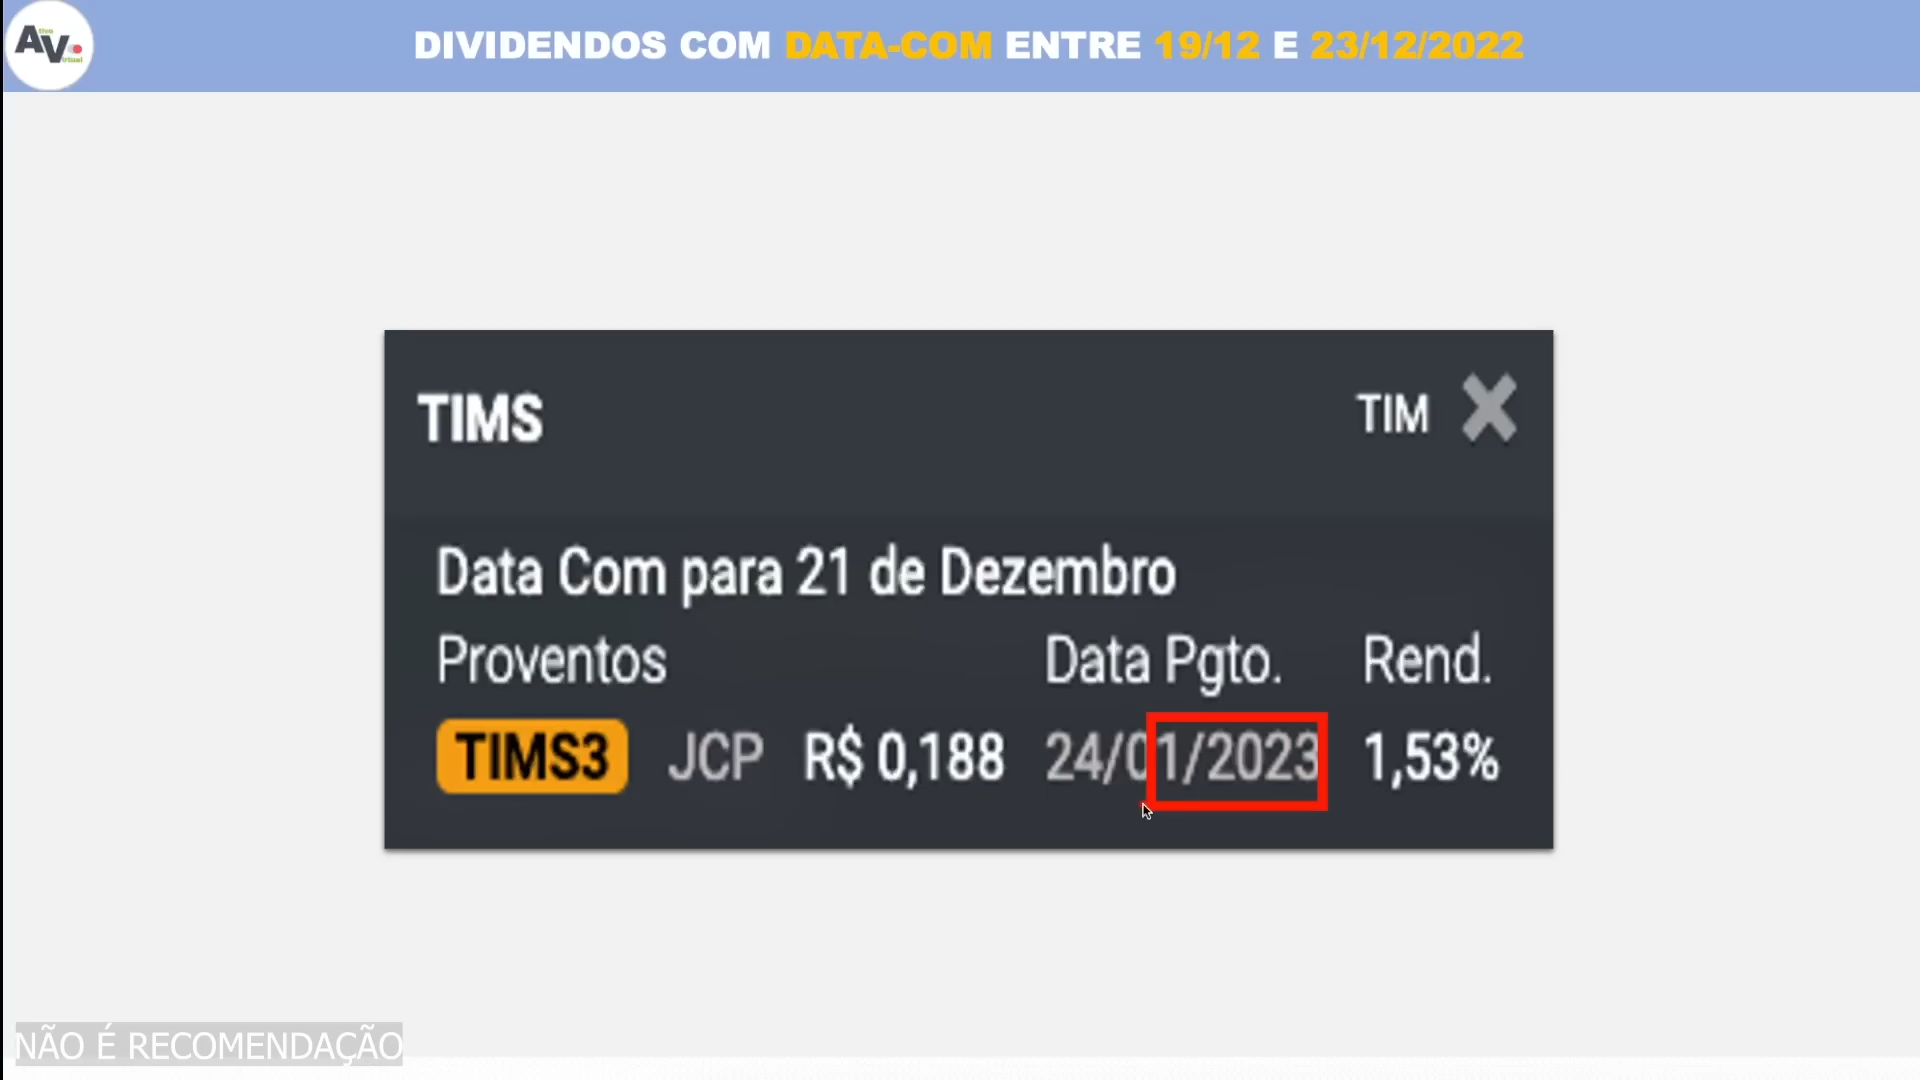 AV
DIVIDENDOS COM DATA-COM ENTRE 19/12 E 23/12/2022
TIMS
TIM
Data Com para 21 de Dezembro
Proventos Data Pgto. Rend.
TIMS3 JCP R$ 0,188 24/01/2023 1,53%
NÃO É RECOMENDAÇÃO